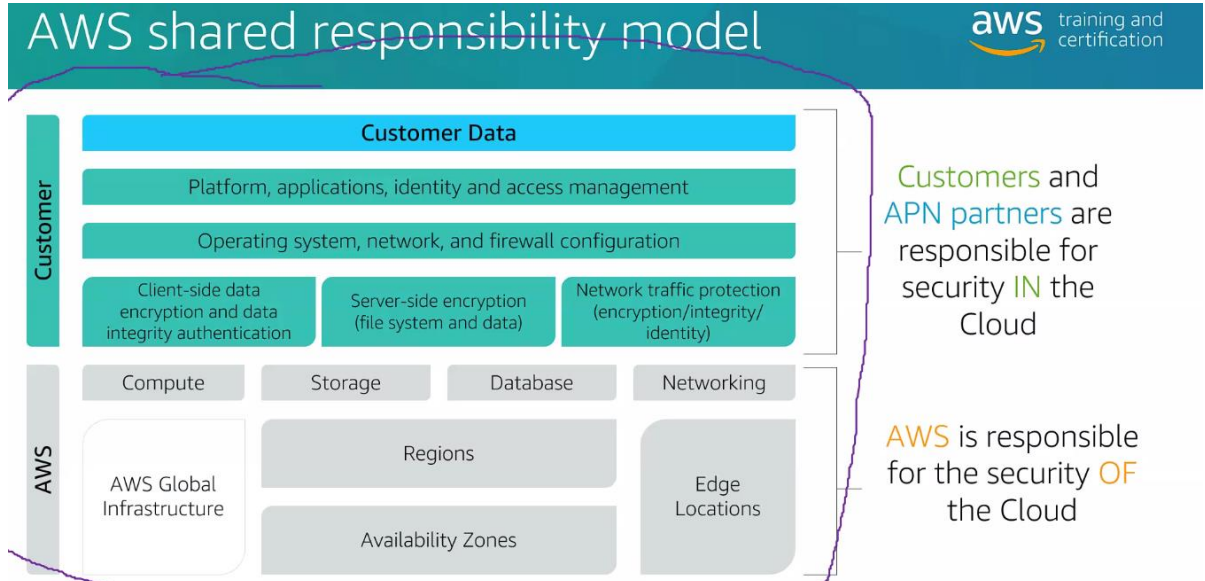 AWS shared responsibility model
aws training and
certification
Customer
Customer Data
Platform, applications, identity and access management
Operating system, network, and firewall configuration
Client-side data
encryption and data
integrity authentication
Server-side encryption
(file system and data)
Network traffic protection
(encryption/integrity/
identity)
Customers and
APN partners are
responsible for
security IN the
Cloud
AWS
Compute
Storage
Database
Networking
AWS Global
Infrastructure
Regions
Availability Zones
Edge
Locations
AWS is responsible
for the security OF
the Cloud